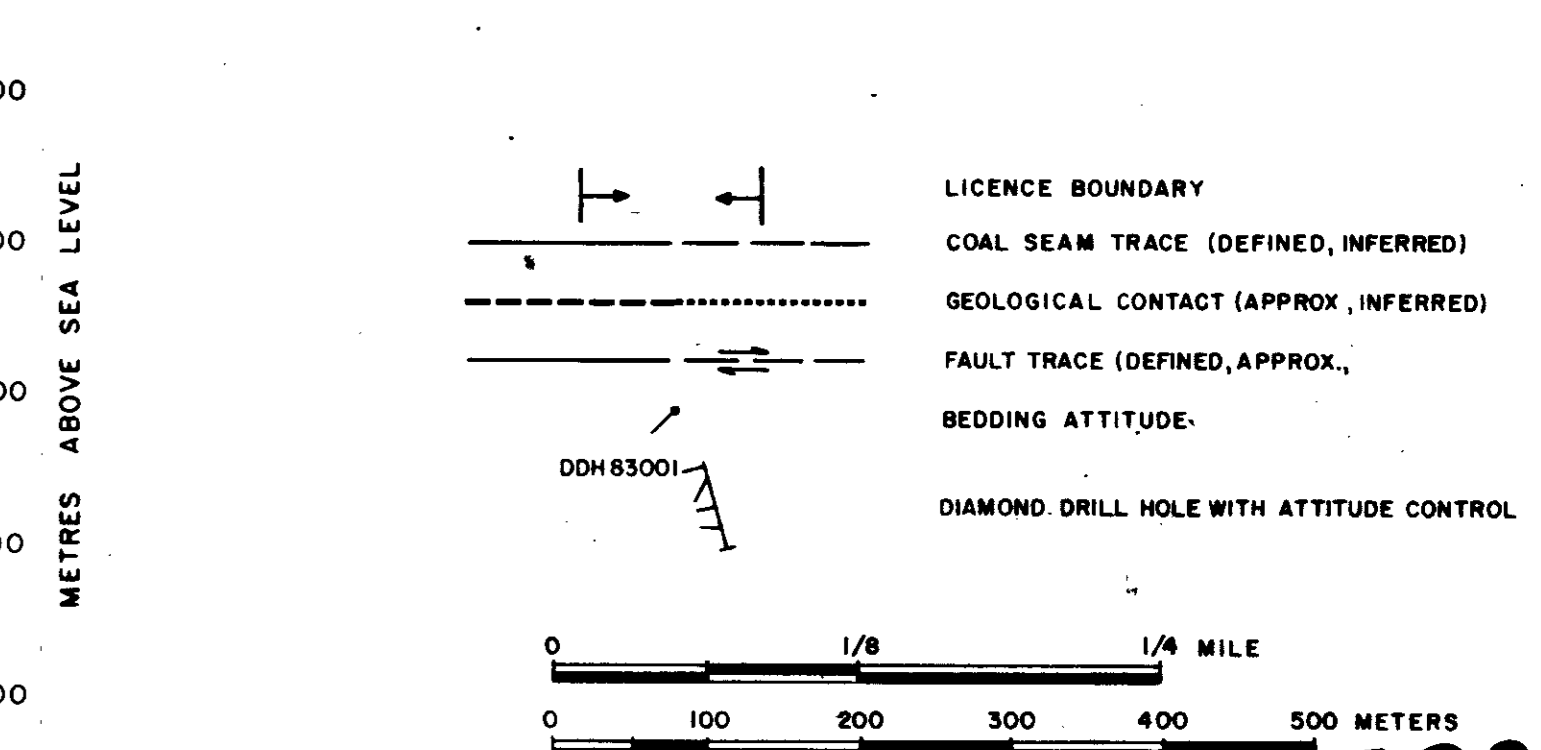 METRES ABOVE SEA LEVEL
LICENCE BOUNDARY
COAL SEAM TRACE (DEFINED, INFERRED)
GEOLOGICAL CONTACT (APPROX , INFERRED)
FAULT TRACE (DEFINED, APPROX.,
BEDDING ATTITUDE
DDH 83001
DIAMOND DRILL HOLE WITH ATTITUDE CONTROL
0 1/8 1/4 MILE
0 100 200 300 400 500 METERS